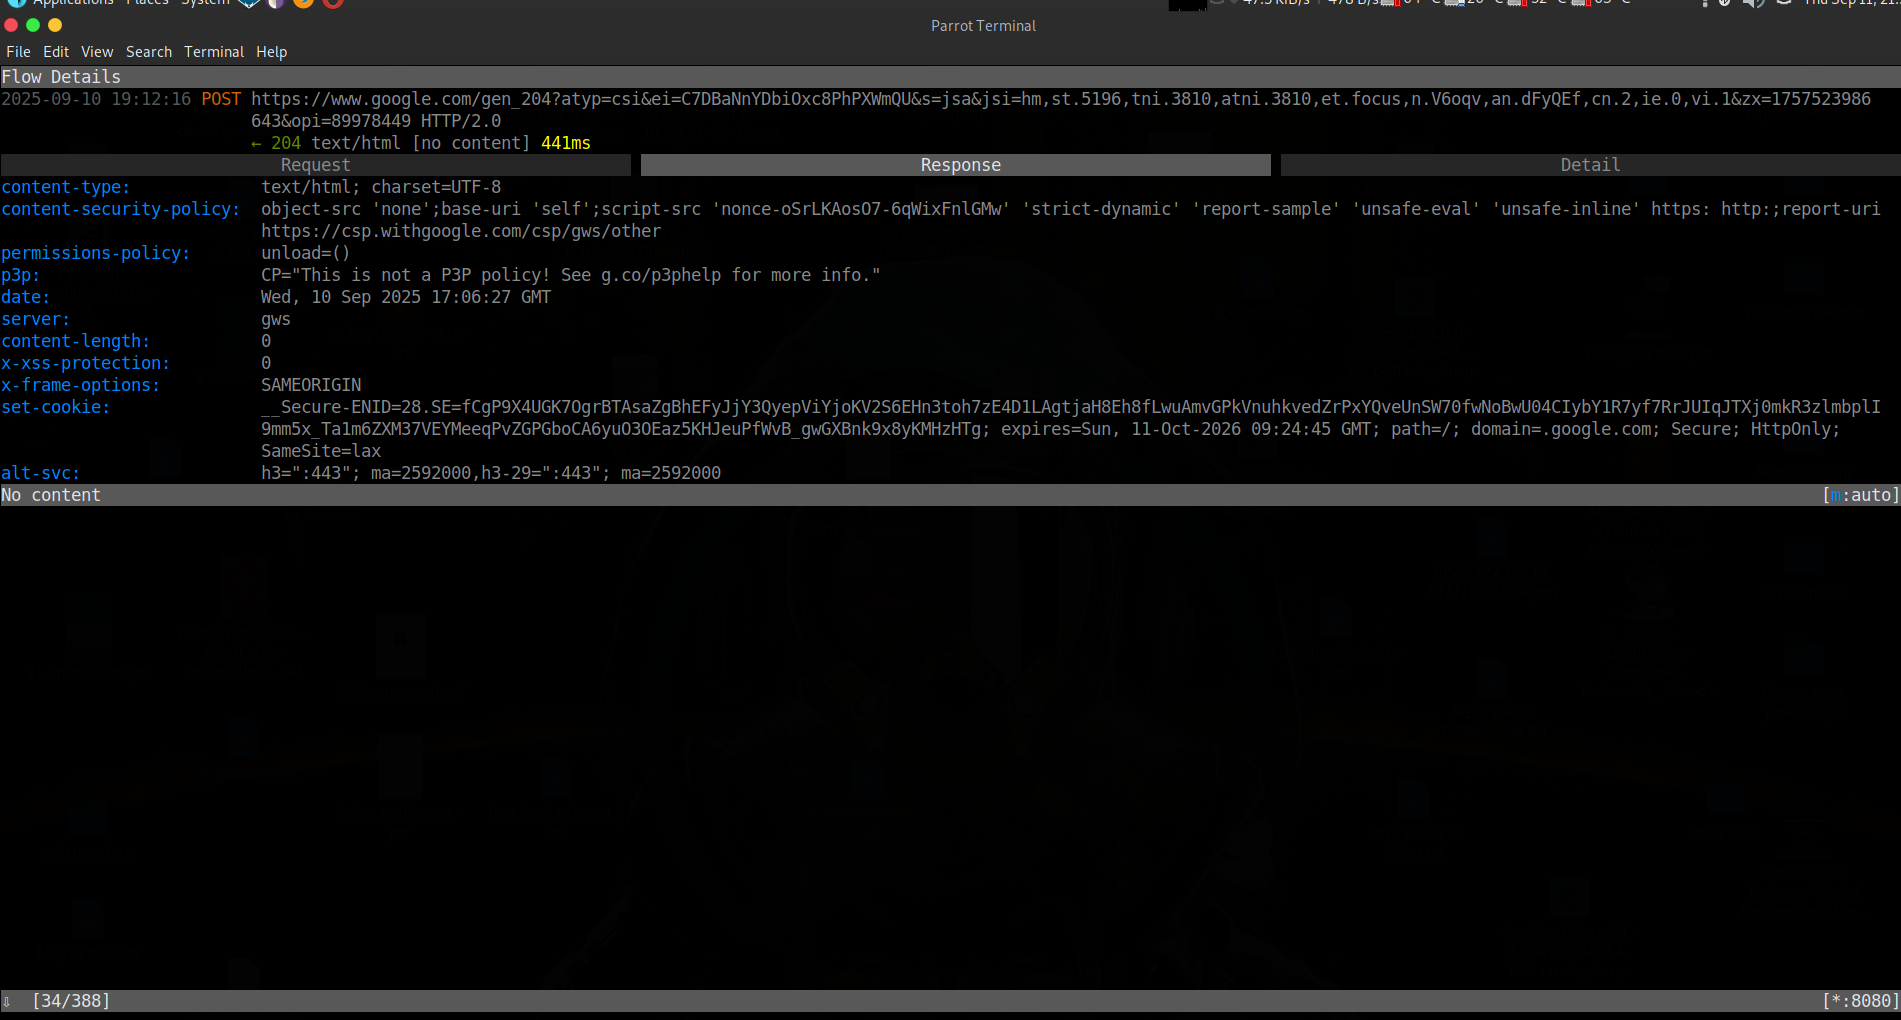 Applications Places System 47.5 KiB/s 478 B/s
Parrot Terminal
File Edit View Search Terminal Help
Flow Details
2025-09-10 19:12:16 POST https://www.google.com/gen_204?atyp=csi&ei=C7DBaNnYDbiOxc8PhPXWmQU&s=jsa&jsi=hm,st.5196,tni.3810,atni.3810,et.focus,n.V6oqv,an.dFyQEf,cn.2,ie.0,vi.1&zx=1757523986
643&opi=89978449 HTTP/2.0
← 204 text/html [no content] 441ms
Request Response Detail
content-type: text/html; charset=UTF-8
content-security-policy: object-src 'none';base-uri 'self';script-src 'nonce-oSrLKAosO7-6qWixFnlGMw' 'strict-dynamic' 'report-sample' 'unsafe-eval' 'unsafe-inline' https: http:;report-uri
https://csp.withgoogle.com/csp/gws/other
permissions-policy: unload=()
p3p: CP="This is not a P3P policy! See g.co/p3phelp for more info."
date: Wed, 10 Sep 2025 17:06:27 GMT
server: gws
content-length: 0
x-xss-protection: 0
x-frame-options: SAMEORIGIN
set-cookie: __Secure-ENID=28.SE=fCgP9X4UGK7OgrBTAsaZgBhEFyJjY3QyepViYjoKV2S6EHn3toh7zE4D1LAgtjaH8Eh8fLwuAmvGPkVnuhkvedZrPxYQveUnSW70fwNoBwU04CIybY1R7yf7RrJUIqJTXj0mkR3zlmbplI
9mm5x_Ta1m6ZXM37VEYMeeqPvZGPGboCA6yuO3OEaz5KHJeuPfWvB_gwGXBnk9x8yKMHzHTg; expires=Sun, 11-Oct-2026 09:24:45 GMT; path=/; domain=.google.com; Secure; HttpOnly;
SameSite=lax
alt-svc: h3=":443"; ma=2592000,h3-29=":443"; ma=2592000
No content [m:auto]
⇩ [34/388] [*:8080]